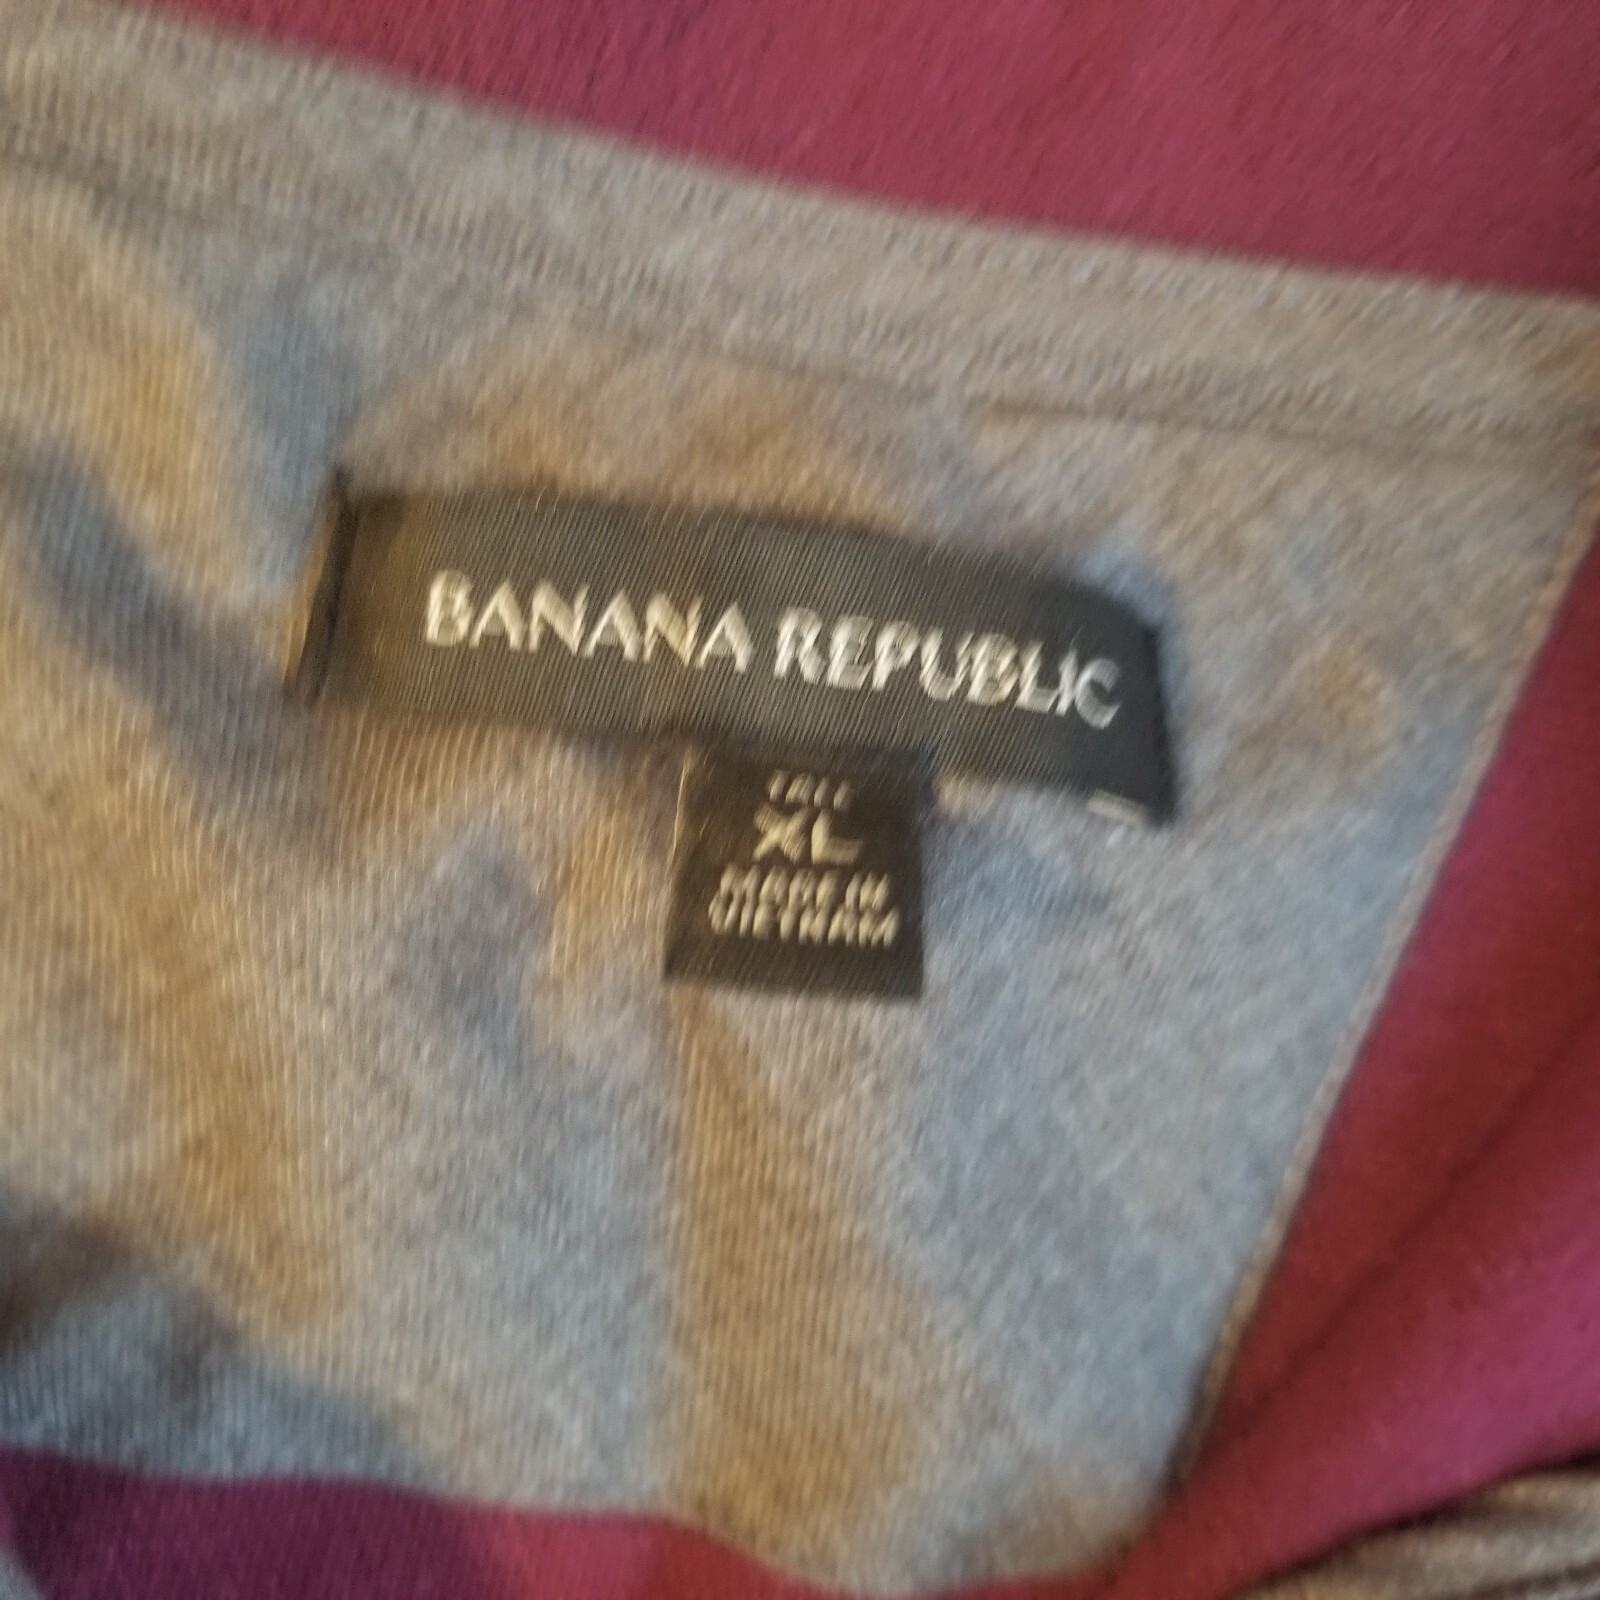 BANANA REPUBLIC
XL
MADE IN
VIETNAM